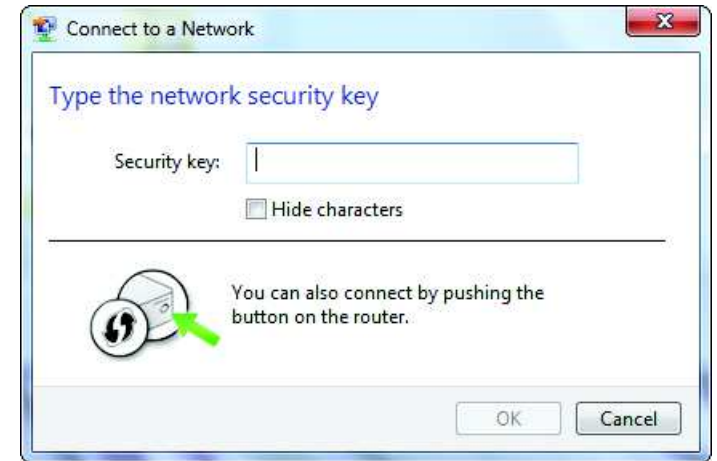 Connect to a Network
Type the network security key
Security key:
Hide characters
You can also connect by pushing the
button on the router.
OK
Cancel